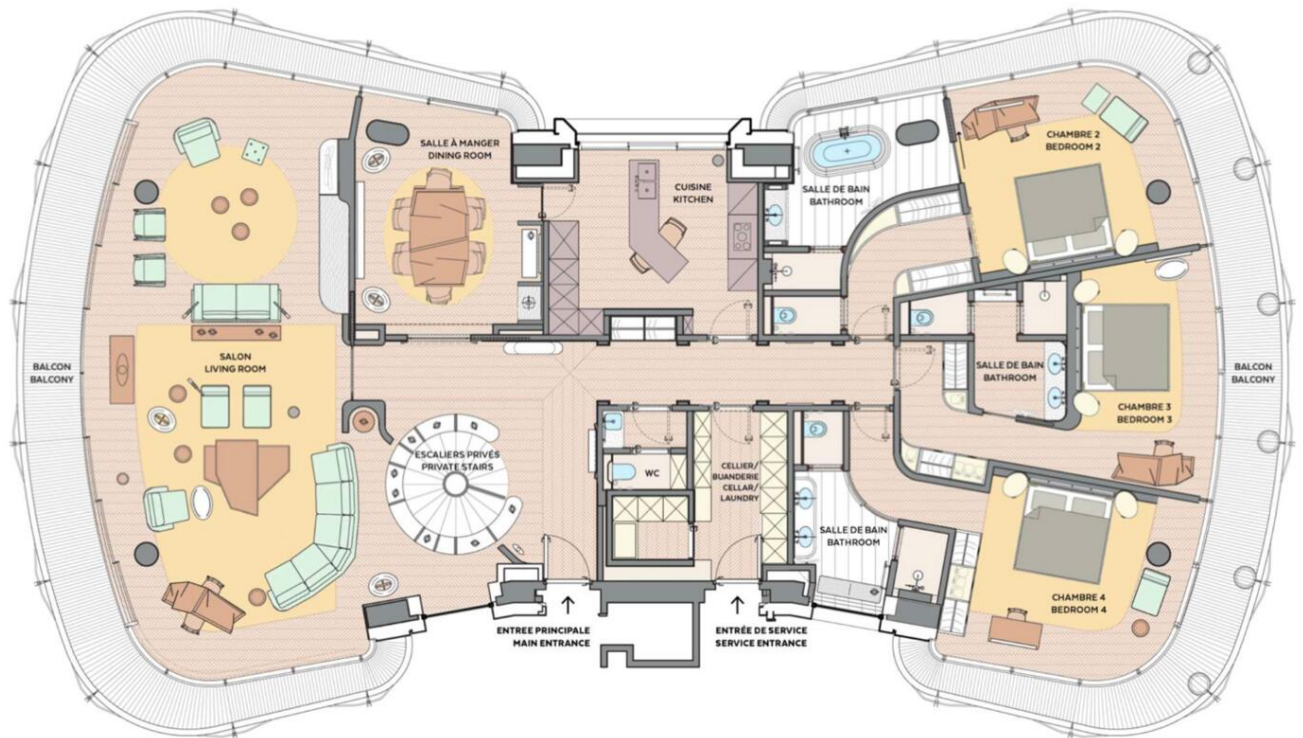 SALLE À MANGER
DINING ROOM
CUISINE
KITCHEN
SALLE DE BAIN
BATHROOM
CHAMBRE 2
BEDROOM 2
BALCON
BALCONY
SALON
LIVING ROOM
SALLE DE BAIN
BATHROOM
CHAMBRE 3
BEDROOM 3
BALCON
BALCONY
ESCALIERS PRIVÉS
PRIVATE STAIRS
WC
CELLIER/
BUANDERIE
CELLAR/
LAUNDRY
SALLE DE BAIN
BATHROOM
CHAMBRE 4
BEDROOM 4
ENTREE PRINCIPALE
MAIN ENTRANCE
ENTRÉE DE SERVICE
SERVICE ENTRANCE